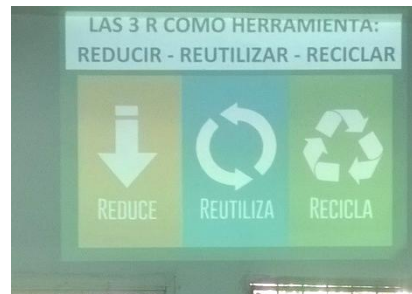 LAS 3 R COMO HERRAMIENTA:
REDUCIR - REUTILIZAR - RECICLAR
REDUCE REUTILIZA RECICLA